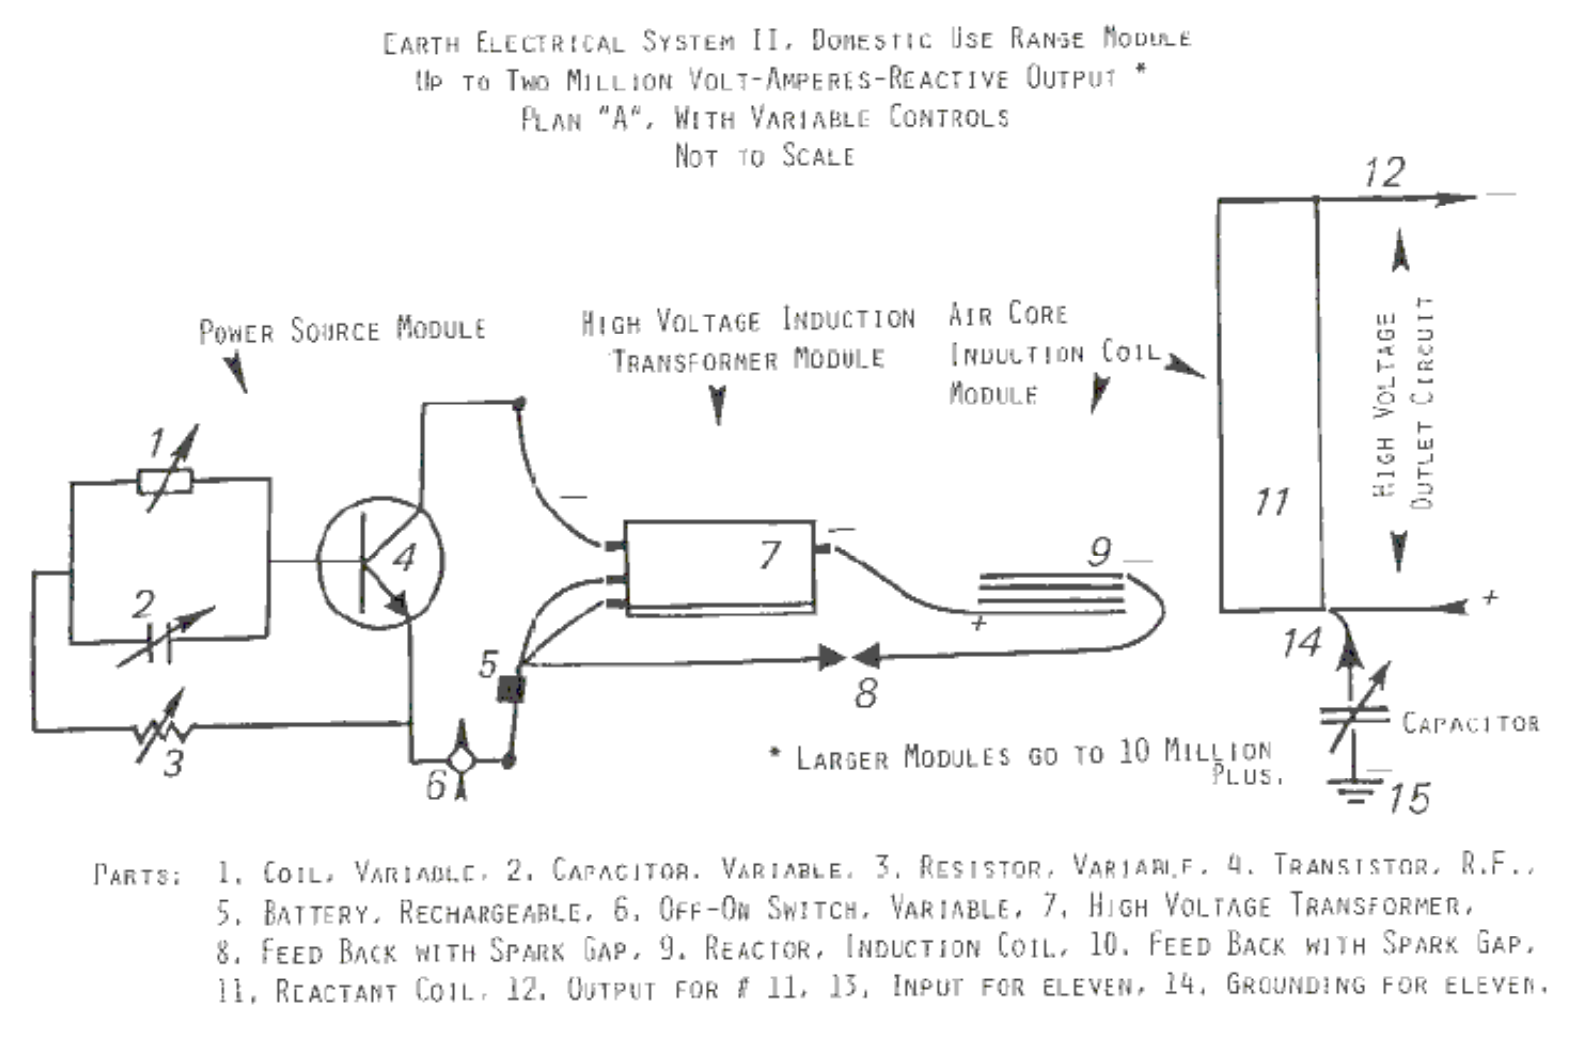 EARTH ELECTRICAL SYSTEM II, DOMESTIC USE RANGE MODULE
UP TO TWO MILLION VOLT-AMPERES-REACTIVE OUTPUT *
PLAN "A", WITH VARIABLE CONTROLS
NOT TO SCALE
12
—
POWER SOURCE MODULE
HIGH VOLTAGE INDUCTION
TRANSFORMER MODULE
AIR CORE
INDUCTION COIL
MODULE
HIGH VOLTAGE
OUTLET CIRCUIT
1
—
11
4
7
—
9
—
2
+
+
14
5
8
3
6
CAPACITOR
—
15
* LARGER MODULES GO TO 10 MILLION
PLUS.
PARTS: 1. COIL, VARIABLE, 2. CAPACITOR, VARIABLE, 3. RESISTOR, VARIABLE, 4. TRANSISTOR, R.F.,
5. BATTERY, RECHARGEABLE, 6. OFF-ON SWITCH, VARIABLE, 7. HIGH VOLTAGE TRANSFORMER,
8. FEED BACK WITH SPARK GAP, 9. REACTOR, INDUCTION COIL, 10. FEED BACK WITH SPARK GAP,
11. REACTANT COIL, 12. OUTPUT FOR # 11, 13, INPUT FOR ELEVEN, 14. GROUNDING FOR ELEVEN.